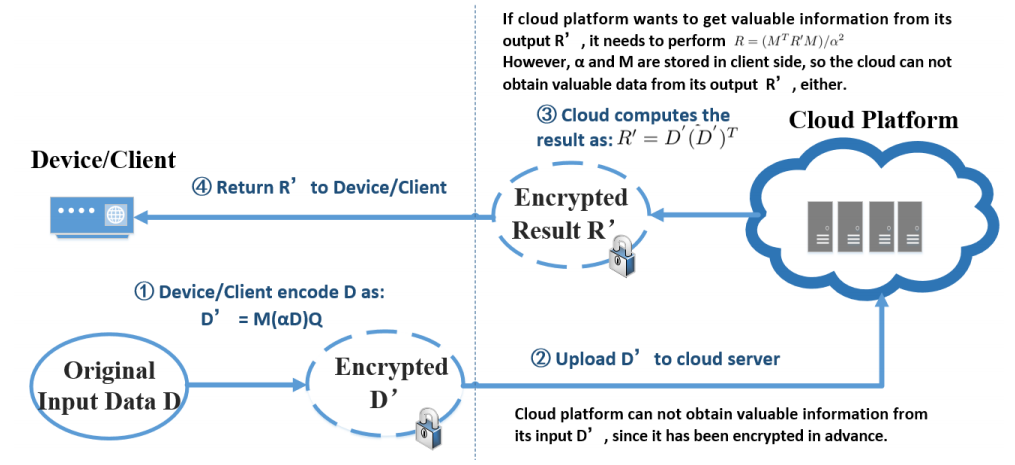 If cloud platform wants to get valuable information from its
output R’ , it needs to perform R = (MᵀR′M)/α²
However, α and M are stored in client side, so the cloud can not
obtain valuable data from its output R’ , either.
③ Cloud computes the
result as: R′ = D′(D′)ᵀ
Cloud Platform
Device/Client
④ Return R’ to Device/Client
Encrypted
Result R’
① Device/Client encode D as:
D’ = M(αD)Q
Original
Input Data D
Encrypted
D’
② Upload D’ to cloud server
Cloud platform can not obtain valuable information from
its input D’ , since it has been encrypted in advance.